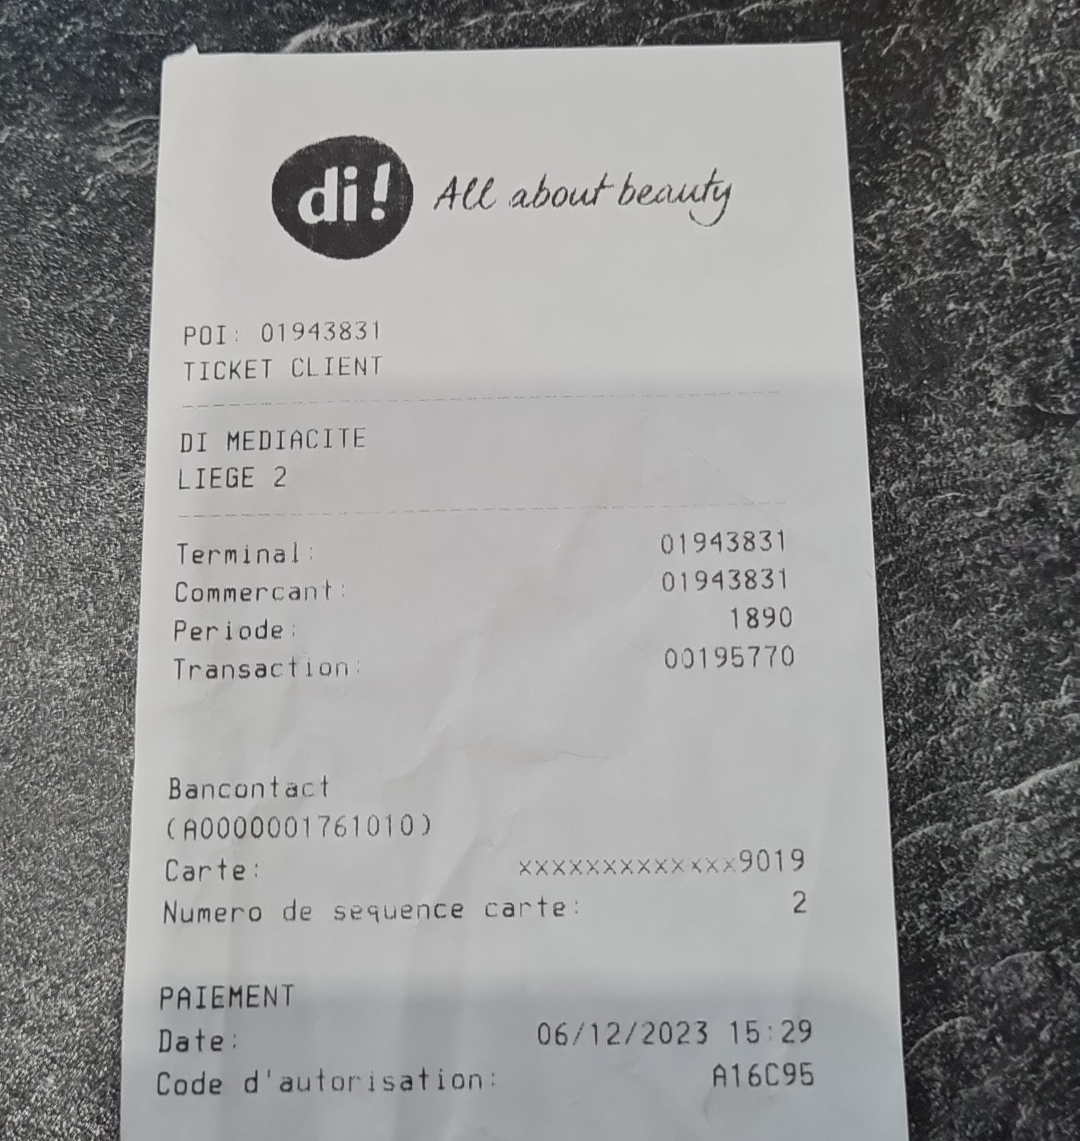 di! All about beauty
POI: 01943831
TICKET CLIENT
DI MEDIACITE
LIEGE 2
Terminal: 01943831
Commercant: 01943831
Periode: 1890
Transaction: 00195770
Bancontact
(A0000001761010)
Carte: xxxxxxxxxxxxx9019
Numero de sequence carte: 2
PAIEMENT
Date: 06/12/2023 15:29
Code d'autorisation: A16C95